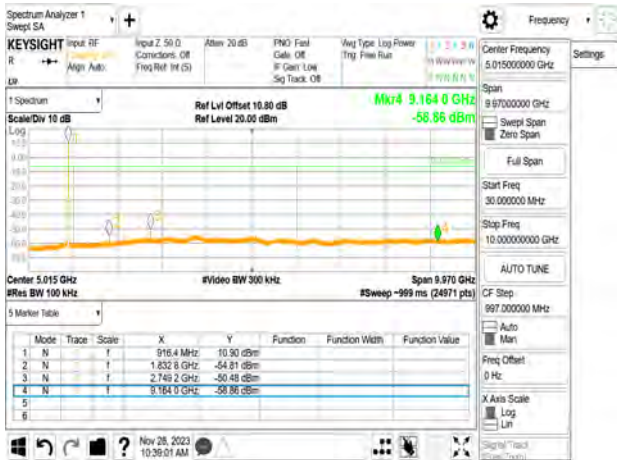 Spectrum Analyzer 1
Swept SA
Frequency
KEYSIGHT
Input: RF
Align: Auto
Input Z: 50 Ω
Corrections: Off
Freq Ref: Int (S)
Atten: 20 dB
PNO: Fast
Gate: Off
IF Gain: Low
Sig Track: Off
Avg Type: Log Power
Trig: Free Run
Center Frequency
5.015000000 GHz
Settings
1 Spectrum
Scale/Div 10 dB
Ref Lvl Offset 10.80 dB
Ref Level 20.00 dBm
Mkr4 9.164 0 GHz
-58.86 dBm
Log
Span
9.97000000 GHz
Swept Span
Zero Span
Full Span
Start Freq
30.000000 MHz
Stop Freq
10.000000000 GHz
AUTO TUNE
Center 5.015 GHz
#Res BW 100 kHz
#Video BW 300 kHz
Span 9.970 GHz
#Sweep ~999 ms (24971 pts)
CF Step
997.000000 MHz
Auto
Man
5 Marker Table
Mode Trace Scale X Y Function Function Width Function Value
1 N f 916.4 MHz 10.90 dBm
2 N f 1.832 8 GHz -54.81 dBm
3 N f 2.749 2 GHz -50.48 dBm
4 N f 9.164 0 GHz -58.86 dBm
5
6
Freq Offset
0 Hz
X Axis Scale
Log
Lin
Signal Track
Nov 28, 2023
10:39:01 AM